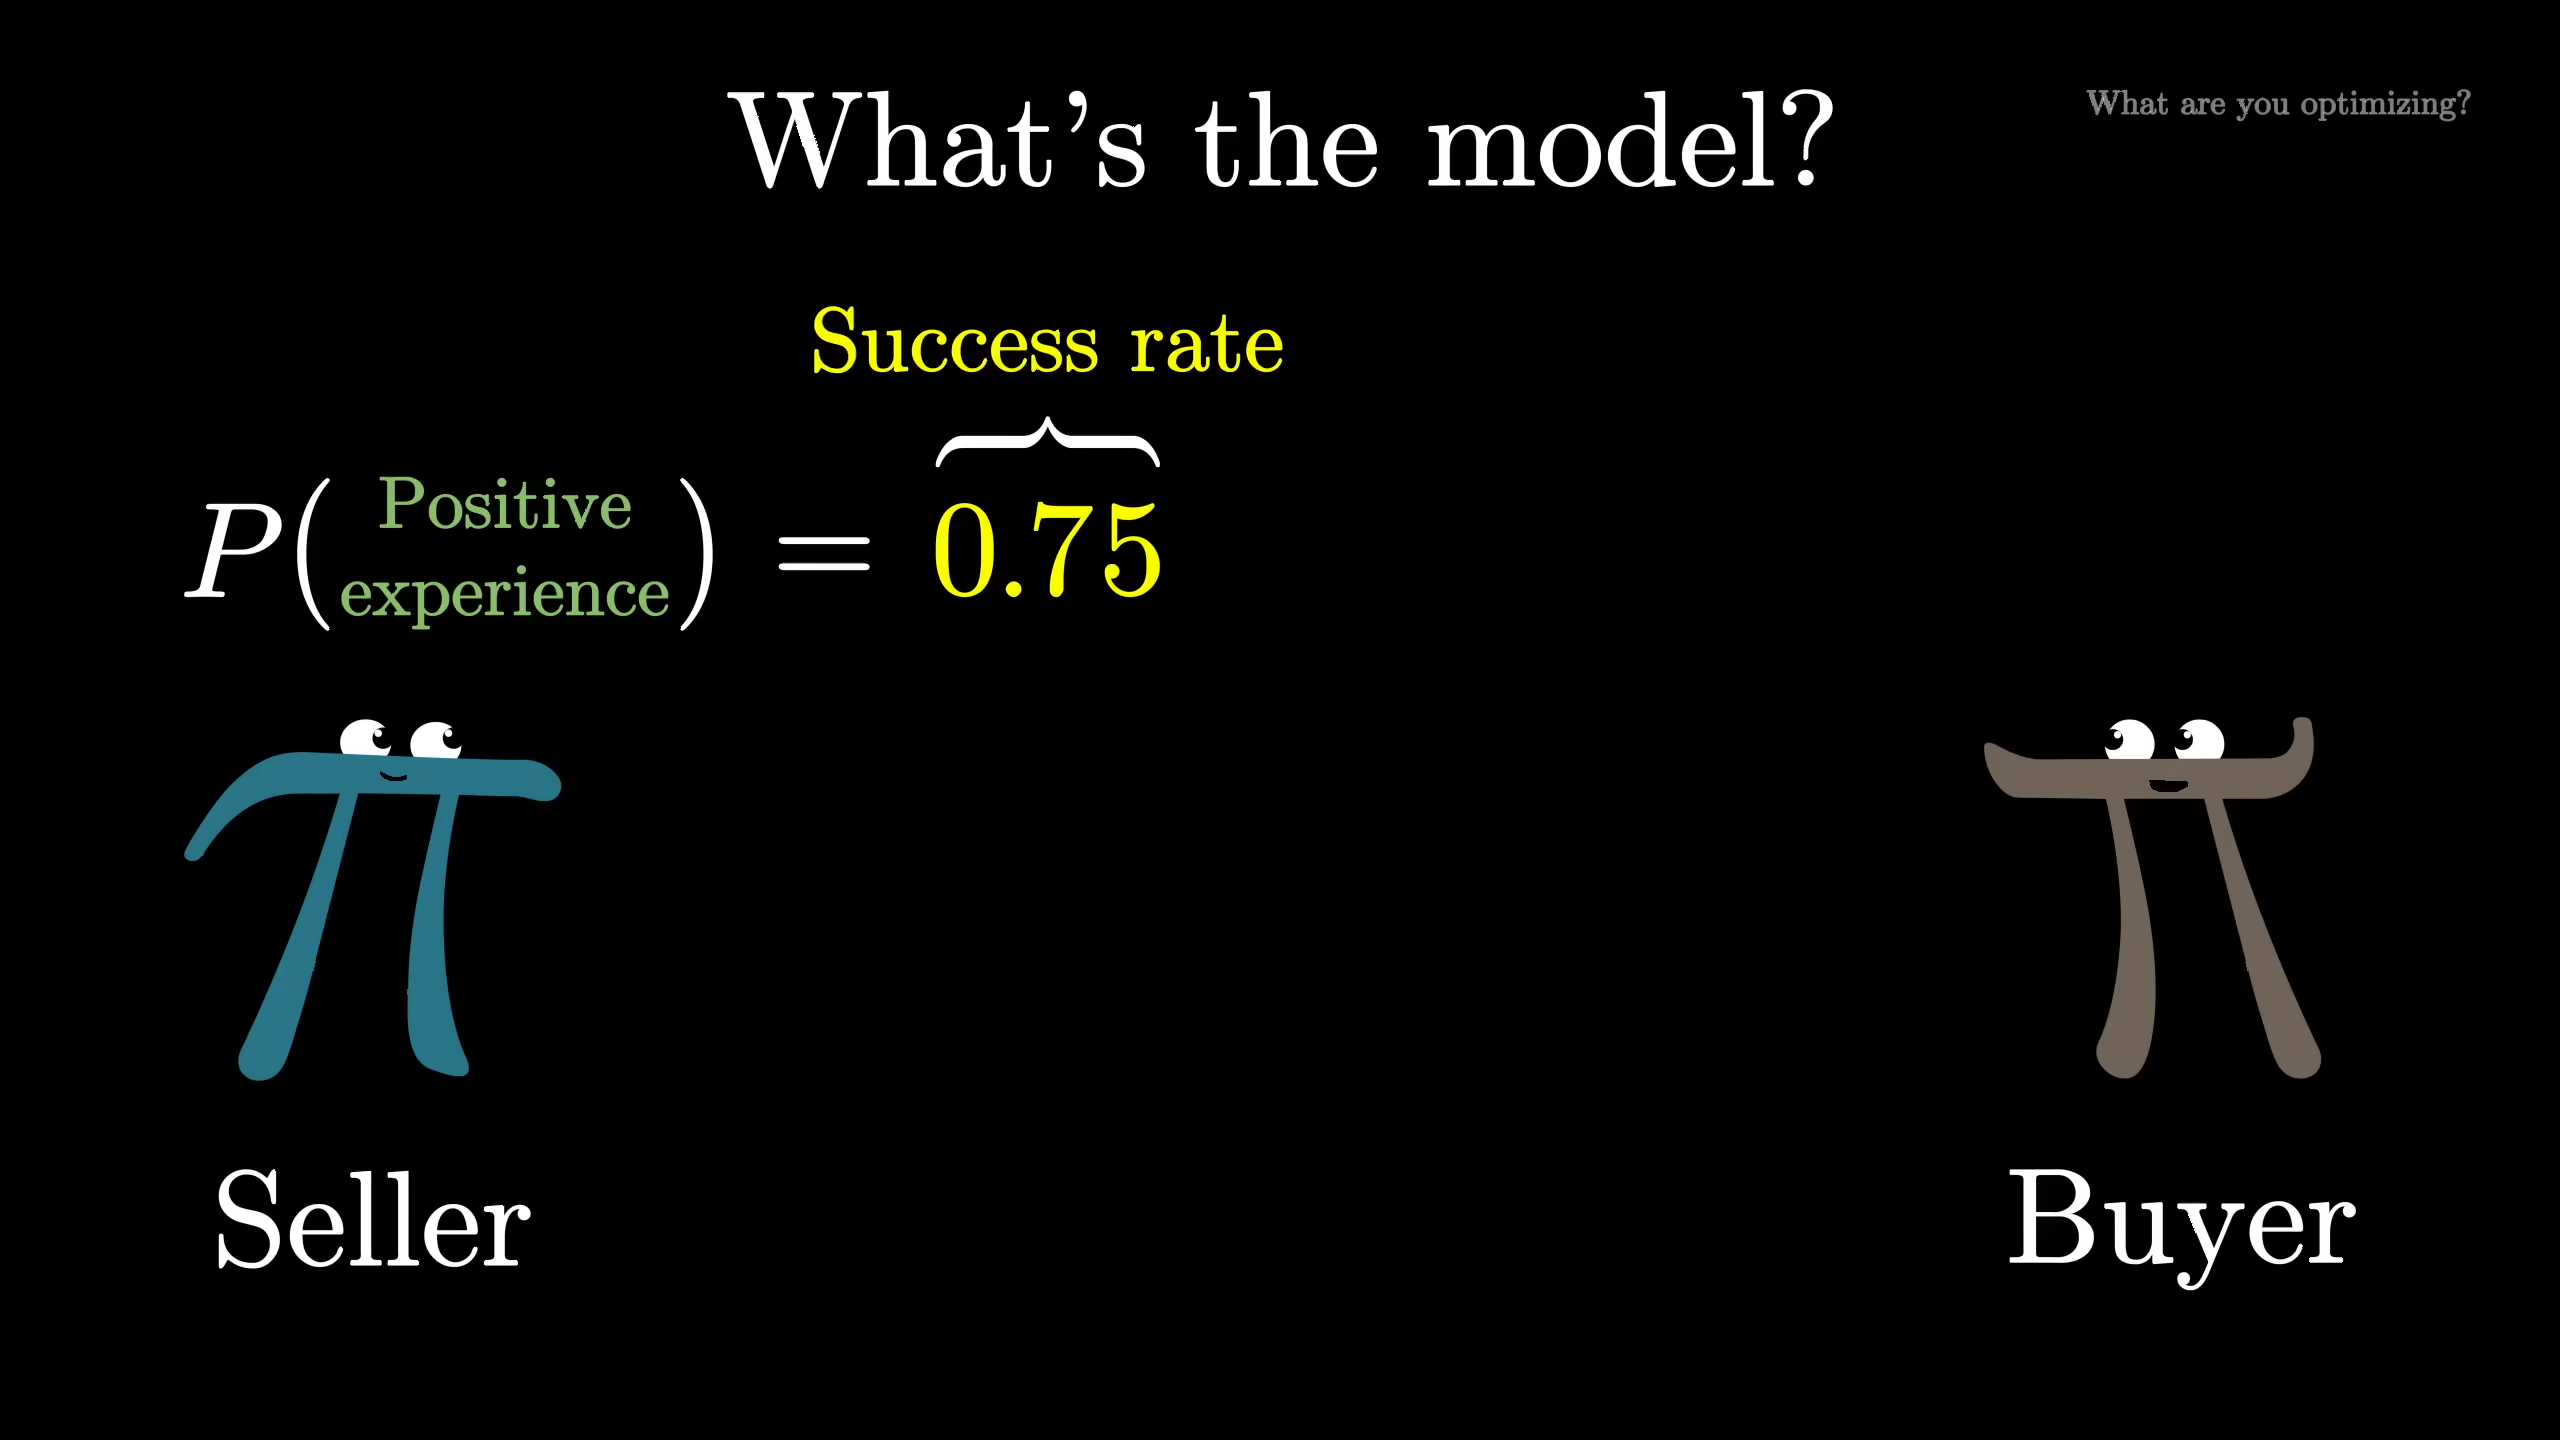 What's the model?
What are you optimizing?
Success rate
P(Positive experience) = 0.75
Seller
Buyer